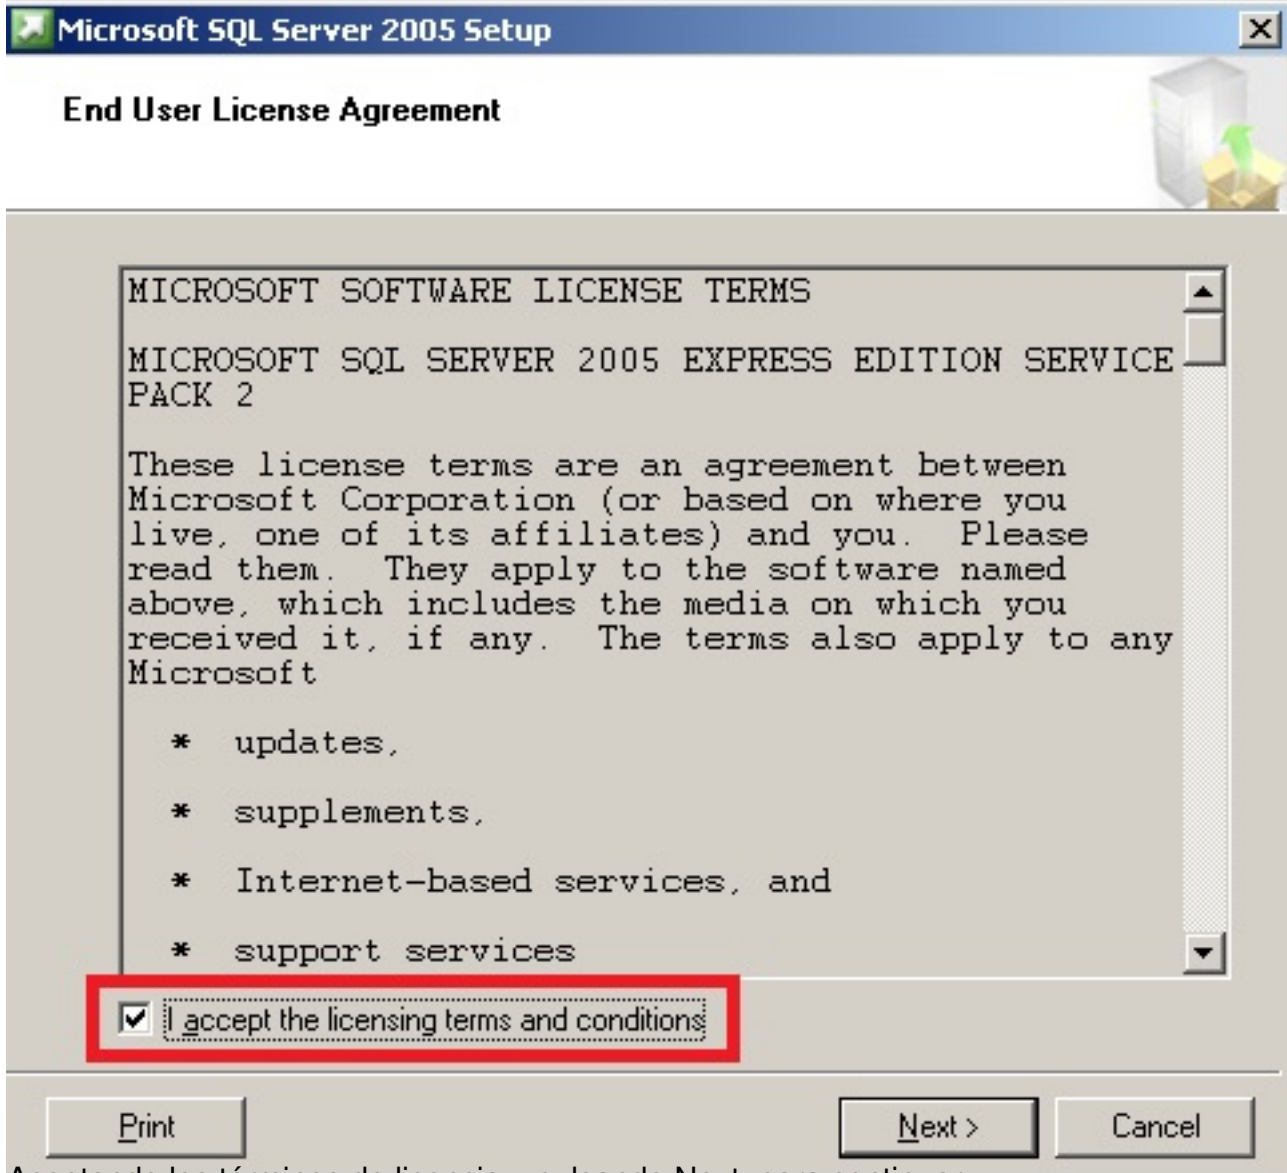 Microsoft SQL Server 2005 Setup
End User License Agreement
MICROSOFT SOFTWARE LICENSE TERMS
MICROSOFT SQL SERVER 2005 EXPRESS EDITION SERVICE
PACK 2
These license terms are an agreement between
Microsoft Corporation (or based on where you
live, one of its affiliates) and you.  Please
read them.  They apply to the software named
above, which includes the media on which you
received it, if any.  The terms also apply to any
Microsoft
* updates,
* supplements,
* Internet-based services, and
* support services
I accept the licensing terms and conditions
Print
Next >
Cancel